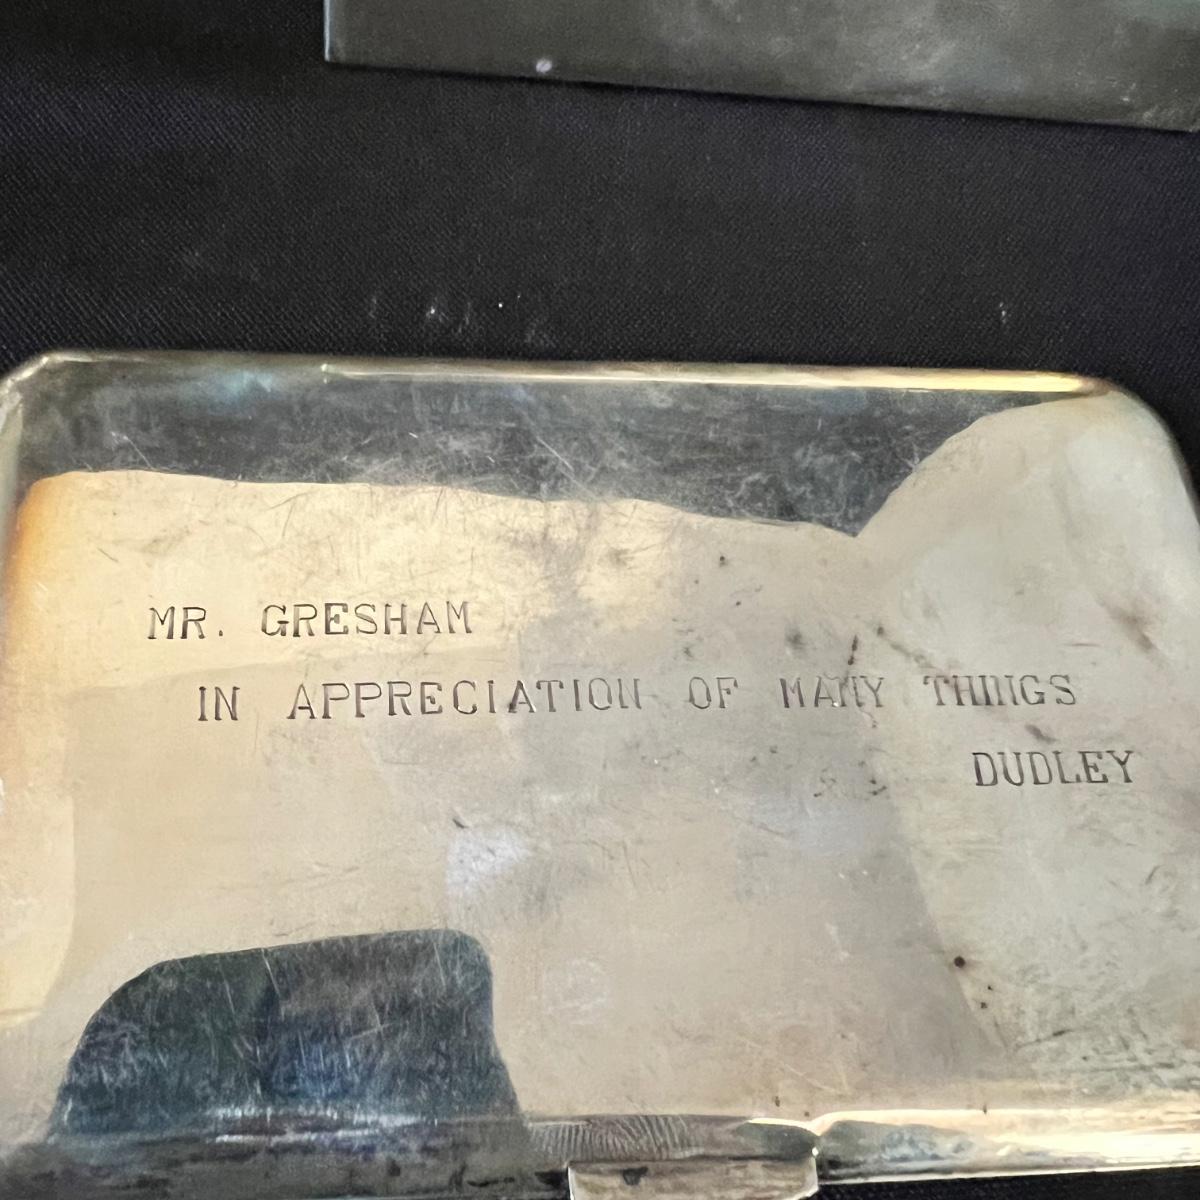 MR. GRESHAM
IN APPRECIATION OF MANY THINGS
DUDLEY